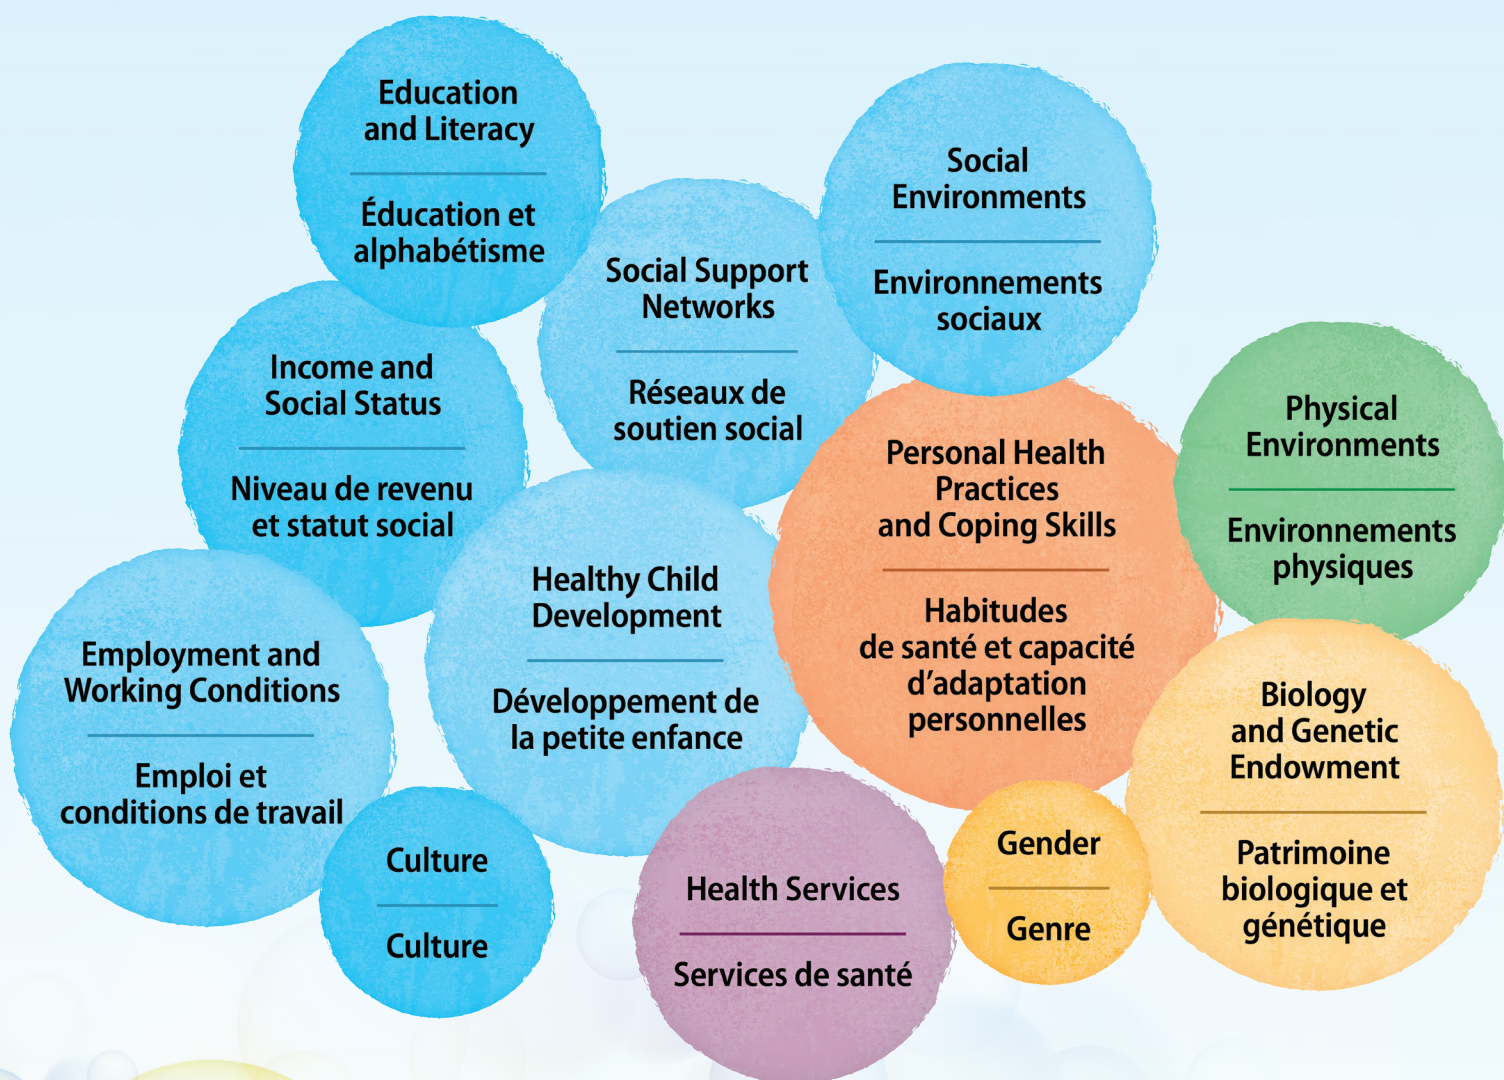 Education
and Literacy
Éducation et
alphabétisme
Social
Environments
Environnements
sociaux
Social Support
Networks
Réseaux de
soutien social
Income and
Social Status
Niveau de revenu
et statut social
Physical
Environments
Environnements
physiques
Personal Health
Practices
and Coping Skills
Habitudes
de santé et capacité
d’adaptation
personnelles
Healthy Child
Development
Développement de
la petite enfance
Employment and
Working Conditions
Emploi et
conditions de travail
Biology
and Genetic
Endowment
Patrimoine
biologique et
génétique
Culture
Culture
Health Services
Services de santé
Gender
Genre